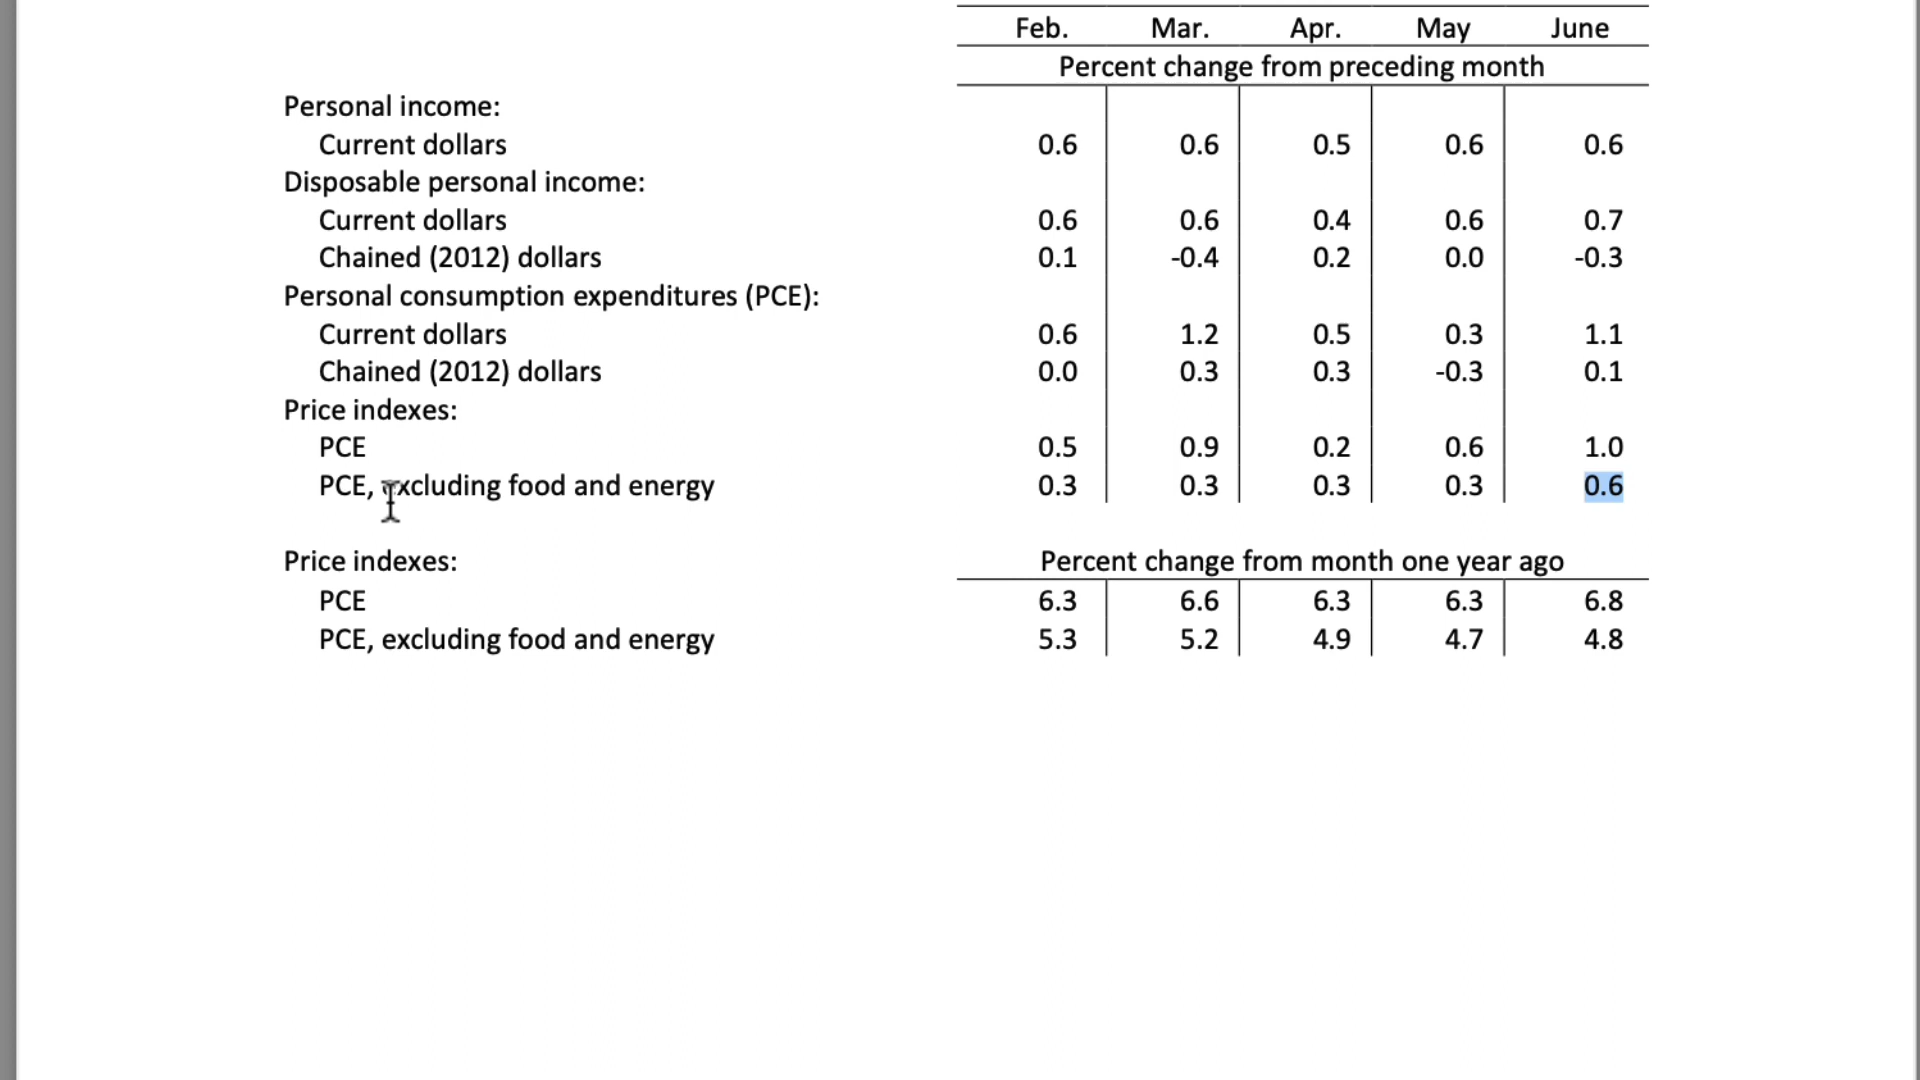 Feb. Mar. Apr. May June
Percent change from preceding month
Personal income:
Current dollars 0.6 0.6 0.5 0.6 0.6
Disposable personal income:
Current dollars 0.6 0.6 0.4 0.6 0.7
Chained (2012) dollars 0.1 -0.4 0.2 0.0 -0.3
Personal consumption expenditures (PCE):
Current dollars 0.6 1.2 0.5 0.3 1.1
Chained (2012) dollars 0.0 0.3 0.3 -0.3 0.1
Price indexes:
PCE 0.5 0.9 0.2 0.6 1.0
PCE, excluding food and energy 0.3 0.3 0.3 0.3 0.6
Price indexes: Percent change from month one year ago
PCE 6.3 6.6 6.3 6.3 6.8
PCE, excluding food and energy 5.3 5.2 4.9 4.7 4.8